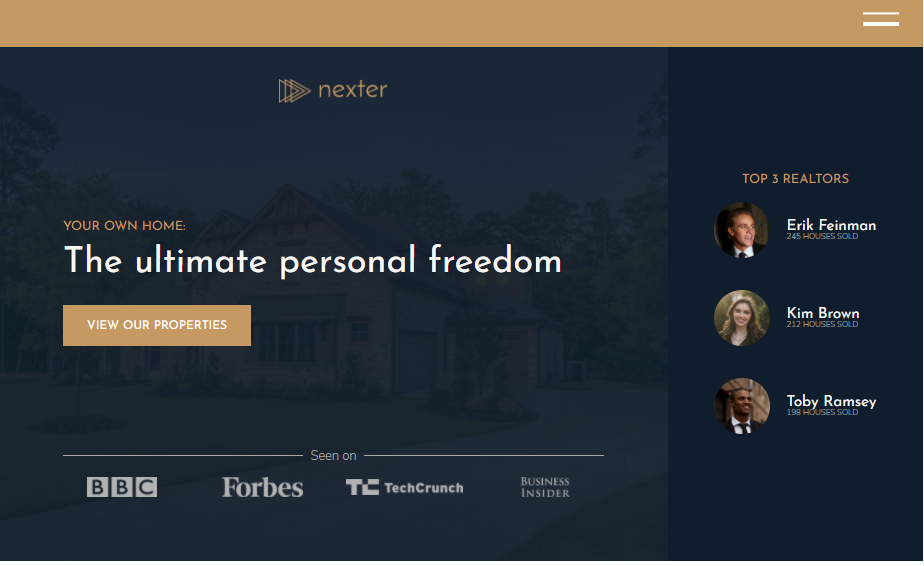 nexter
YOUR OWN HOME:
The ultimate personal freedom
VIEW OUR PROPERTIES
Seen on
BBC
Forbes
TC TechCrunch
BUSINESS
INSIDER
TOP 3 REALTORS
Erik Feinman
245 HOUSES SOLD
Kim Brown
212 HOUSES SOLD
Toby Ramsey
198 HOUSES SOLD